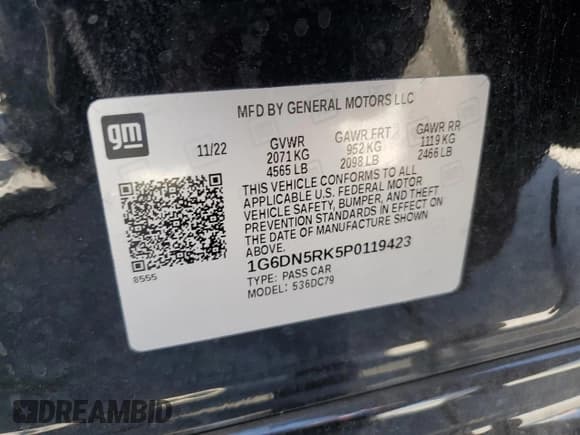 MFD BY GENERAL MOTORS LLC
gm
11/22
GVWR
2071 KG
4565 LB
GAWR FRT
952 KG
2098 LB
GAWR RR
1119 KG
2466 LB
THIS VEHICLE CONFORMS TO ALL
APPLICABLE U.S. FEDERAL MOTOR
VEHICLE SAFETY, BUMPER, AND THEFT
PREVENTION STANDARDS IN EFFECT ON
THE DATE OF MANUFACTURE SHOWN
ABOVE.
1G6DN5RK5P0119423
TYPE: PASS CAR
MODEL: 536DC79
8555
DREAMBID